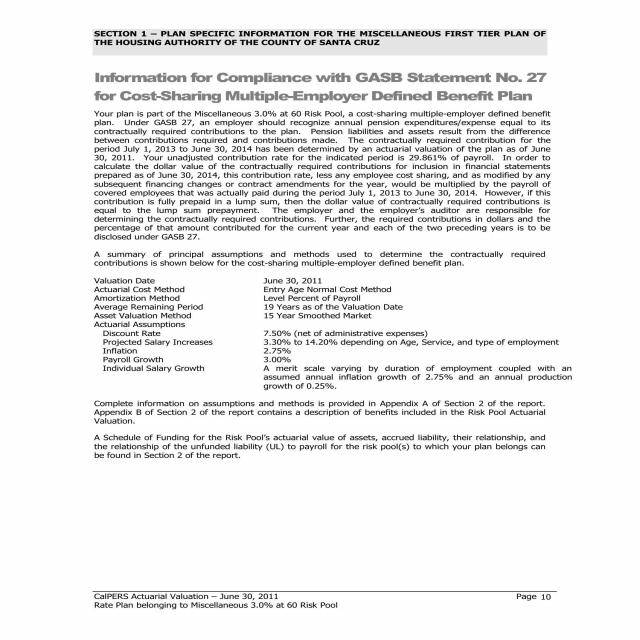 SECTION 1 – PLAN SPECIFIC INFORMATION FOR THE MISCELLANEOUS FIRST TIER PLAN OF
THE HOUSING AUTHORITY OF THE COUNTY OF SANTA CRUZ
Information for Compliance with GASB Statement No. 27
for Cost-Sharing Multiple-Employer Defined Benefit Plan
Your plan is part of the Miscellaneous 3.0% at 60 Risk Pool, a cost-sharing multiple-employer defined benefit
plan. Under GASB 27, an employer should recognize annual pension expenditures/expense equal to its
contractually required contributions to the plan. Pension liabilities and assets result from the difference
between contributions required and contributions made. The contractually required contribution for the
period July 1, 2013 to June 30, 2014 has been determined by an actuarial valuation of the plan as of June
30, 2011. Your unadjusted contribution rate for the indicated period is 29.861% of payroll. In order to
calculate the dollar value of the contractually required contributions for inclusion in financial statements
prepared as of June 30, 2014, this contribution rate, less any employee cost sharing, and as modified by any
subsequent financing changes or contract amendments for the year, would be multiplied by the payroll of
covered employees that was actually paid during the period July 1, 2013 to June 30, 2014. However, if this
contribution is fully prepaid in a lump sum, then the dollar value of contractually required contributions is
equal to the lump sum prepayment. The employer and the employer's auditor are responsible for
determining the contractually required contributions. Further, the required contributions in dollars and the
percentage of that amount contributed for the current year and each of the two preceding years is to be
disclosed under GASB 27.
A summary of principal assumptions and methods used to determine the contractually required
contributions is shown below for the cost-sharing multiple-employer defined benefit plan.
Valuation Date June 30, 2011
Actuarial Cost Method Entry Age Normal Cost Method
Amortization Method Level Percent of Payroll
Average Remaining Period 19 Years as of the Valuation Date
Asset Valuation Method 15 Year Smoothed Market
Actuarial Assumptions
Discount Rate 7.50% (net of administrative expenses)
Projected Salary Increases 3.30% to 14.20% depending on Age, Service, and type of employment
Inflation 2.75%
Payroll Growth 3.00%
Individual Salary Growth A merit scale varying by duration of employment coupled with an
assumed annual inflation growth of 2.75% and an annual production
growth of 0.25%.
Complete information on assumptions and methods is provided in Appendix A of Section 2 of the report.
Appendix B of Section 2 of the report contains a description of benefits included in the Risk Pool Actuarial
Valuation.
A Schedule of Funding for the Risk Pool's actuarial value of assets, accrued liability, their relationship, and
the relationship of the unfunded liability (UL) to payroll for the risk pool(s) to which your plan belongs can
be found in Section 2 of the report.
CalPERS Actuarial Valuation – June 30, 2011 Page 10
Rate Plan belonging to Miscellaneous 3.0% at 60 Risk Pool